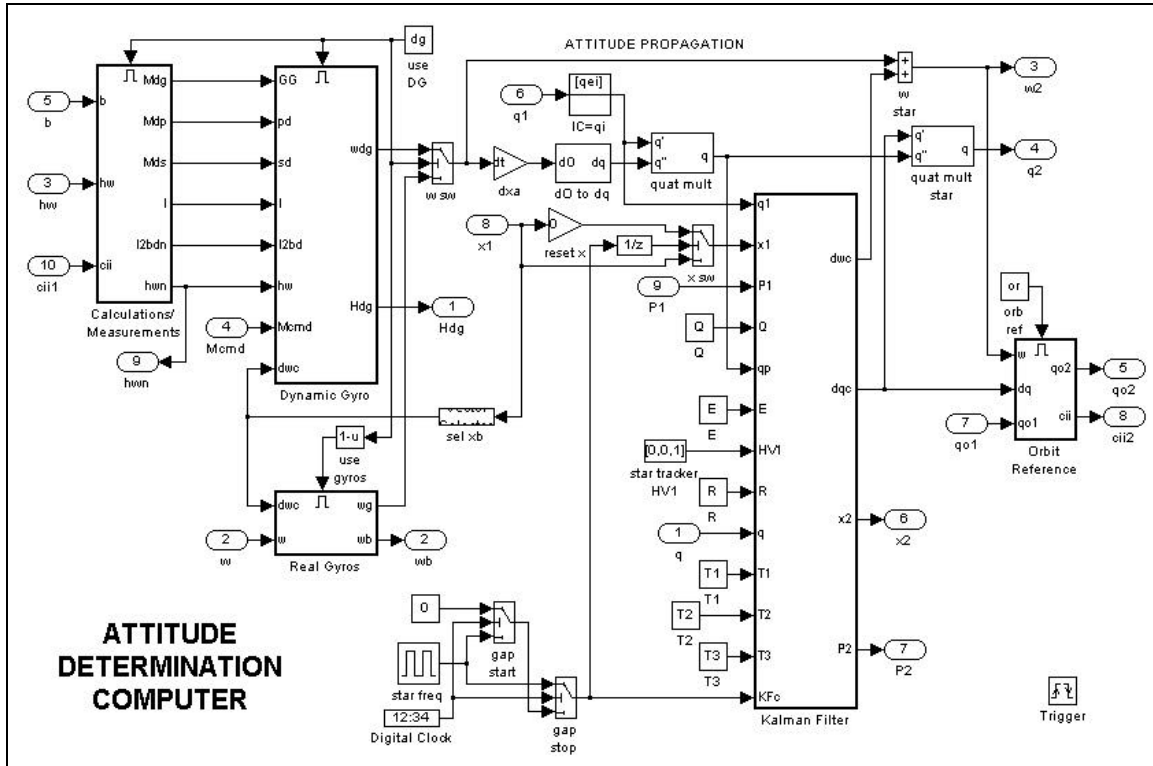 ATTITUDE
DETERMINATION
COMPUTER
ATTITUDE PROPAGATION
5
b
3
hw
10
cii1
b
hw
cii
Mdg
Mdp
Mds
I
I2bdn
hwn
Calculations/
Measurements
9
hwn
dg
use
DG
GG
pd
sd
I
I2bd
hw
Mcmd
dwc
wdg
Hdg
Dynamic Gyro
4
Mcmd
1
Hdg
w sw
dt
dxa
dO
dq
dO to dq
6
q1
[qei]
IC=qi
q'
q"
q
quat mult
8
x1
0
reset x
1/z
x sw
sel xb
1-u
use
gyros
dwc
w
wg
wb
Real Gyros
2
w
2
wb
0
gap
start
star freq
12:34
Digital Clock
gap
stop
9
P1
Q
Q
E
E
[0,0,1]
star tracker
HV1
R
R
1
q
T1
T1
T2
T2
T3
T3
q1
x1
P1
Q
qp
E
HV1
R
q
T1
T2
T3
KFc
dwc
dqc
x2
P2
Kalman Filter
+
+
w
star
3
w2
q'
q"
q
quat mult
star
4
q2
or
orb
ref
w
dq
qo1
qo2
cii
Orbit
Reference
7
qo1
5
qo2
8
cii2
6
x2
7
P2
Trigger